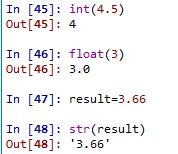 In [45]: int(4.5)
Out[45]: 4
In [46]: float(3)
Out[46]: 3.0
In [47]: result=3.66
In [48]: str(result)
Out[48]: '3.66'